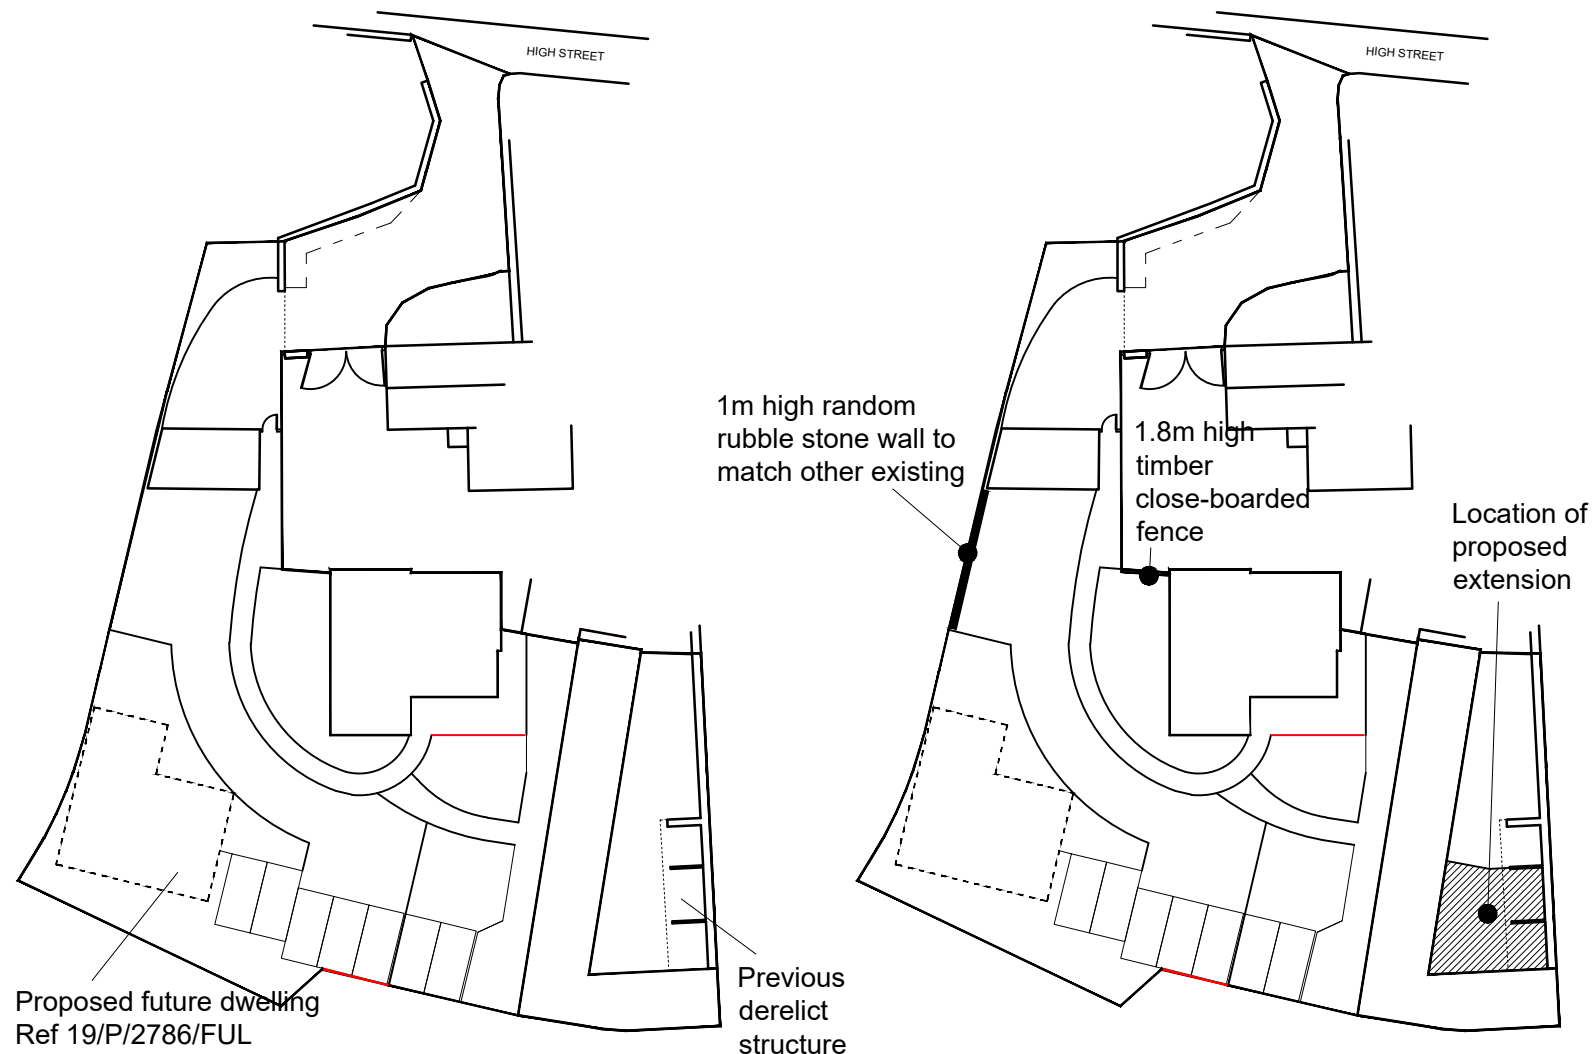 HIGH STREET
HIGH STREET
1m high random
rubble stone wall to
match other existing
1.8m high
timber
close-boarded
fence
Location of
proposed
extension
Proposed future dwelling
Ref 19/P/2786/FUL
Previous
derelict
structure